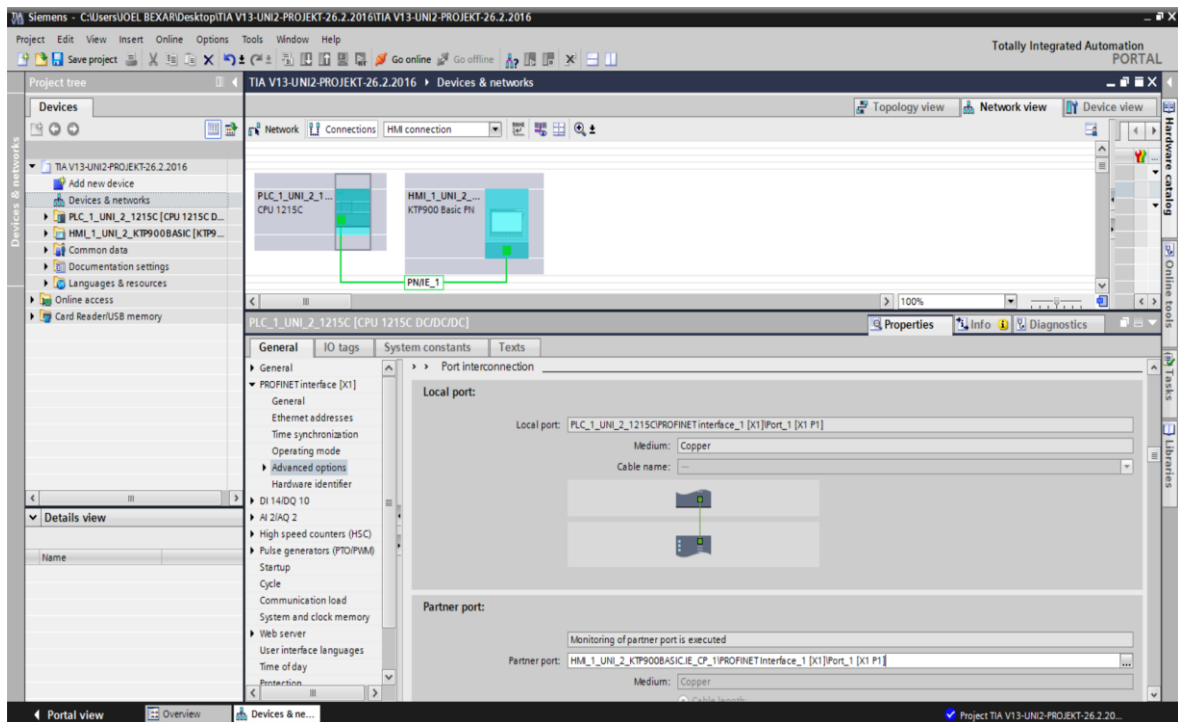 Siemens - C:\Users\JOEL BEXAR\Desktop\TIA V13-UNI2-PROJEKT-26.2.2016\TIA V13-UNI2-PROJEKT-26.2.2016
Project Edit View Insert Online Options Tools Window Help
Totally Integrated Automation
PORTAL
Save project
Go online
Go offline
Project tree
TIA V13-UNI2-PROJEKT-26.2.2016 Devices & networks
Devices
Topology view
Network view
Device view
Network
Connections
HMI connection
Devices & networks
TIA V13-UNI2-PROJEKT-26.2.2016
Add new device
Devices & networks
PLC_1_UNI_2_1215C [CPU 1215C D...
HMI_1_UNI_2_KTP900BASIC [KTP9...
Common data
Documentation settings
Languages & resources
Online access
Card Reader/USB memory
PLC_1_UNI_2_1...
CPU 1215C
HMI_1_UNI_2_...
KTP900 Basic PN
PN/IE_1
100%
Hardware catalog
Online tools
Tasks
Libraries
PLC_1_UNI_2_1215C [CPU 1215C DC/DC/DC]
Properties
Info
Diagnostics
General
IO tags
System constants
Texts
General
PROFINET interface [X1]
General
Ethernet addresses
Time synchronization
Operating mode
Advanced options
Hardware identifier
DI 14/DQ 10
AI 2/AQ 2
High speed counters (HSC)
Pulse generators (PTO/PWM)
Startup
Cycle
Communication load
System and clock memory
Web server
User interface languages
Time of day
Protection
Port interconnection
Local port:
Local port: PLC_1_UNI_2_1215C\PROFINET interface_1 [X1]\Port_1 [X1 P1]
Medium: Copper
Cable name: ---
Partner port:
Monitoring of partner port is executed
Partner port: HMI_1_UNI_2_KTP900BASIC.IE_CP_1\PROFINET Interface_1 [X1]\Port_1 [X1 P1]
...
Medium: Copper
Cable length:
Details view
Name
Portal view
Overview
Devices & ne...
Project TIA V13-UNI2-PROJEKT-26.2.20...